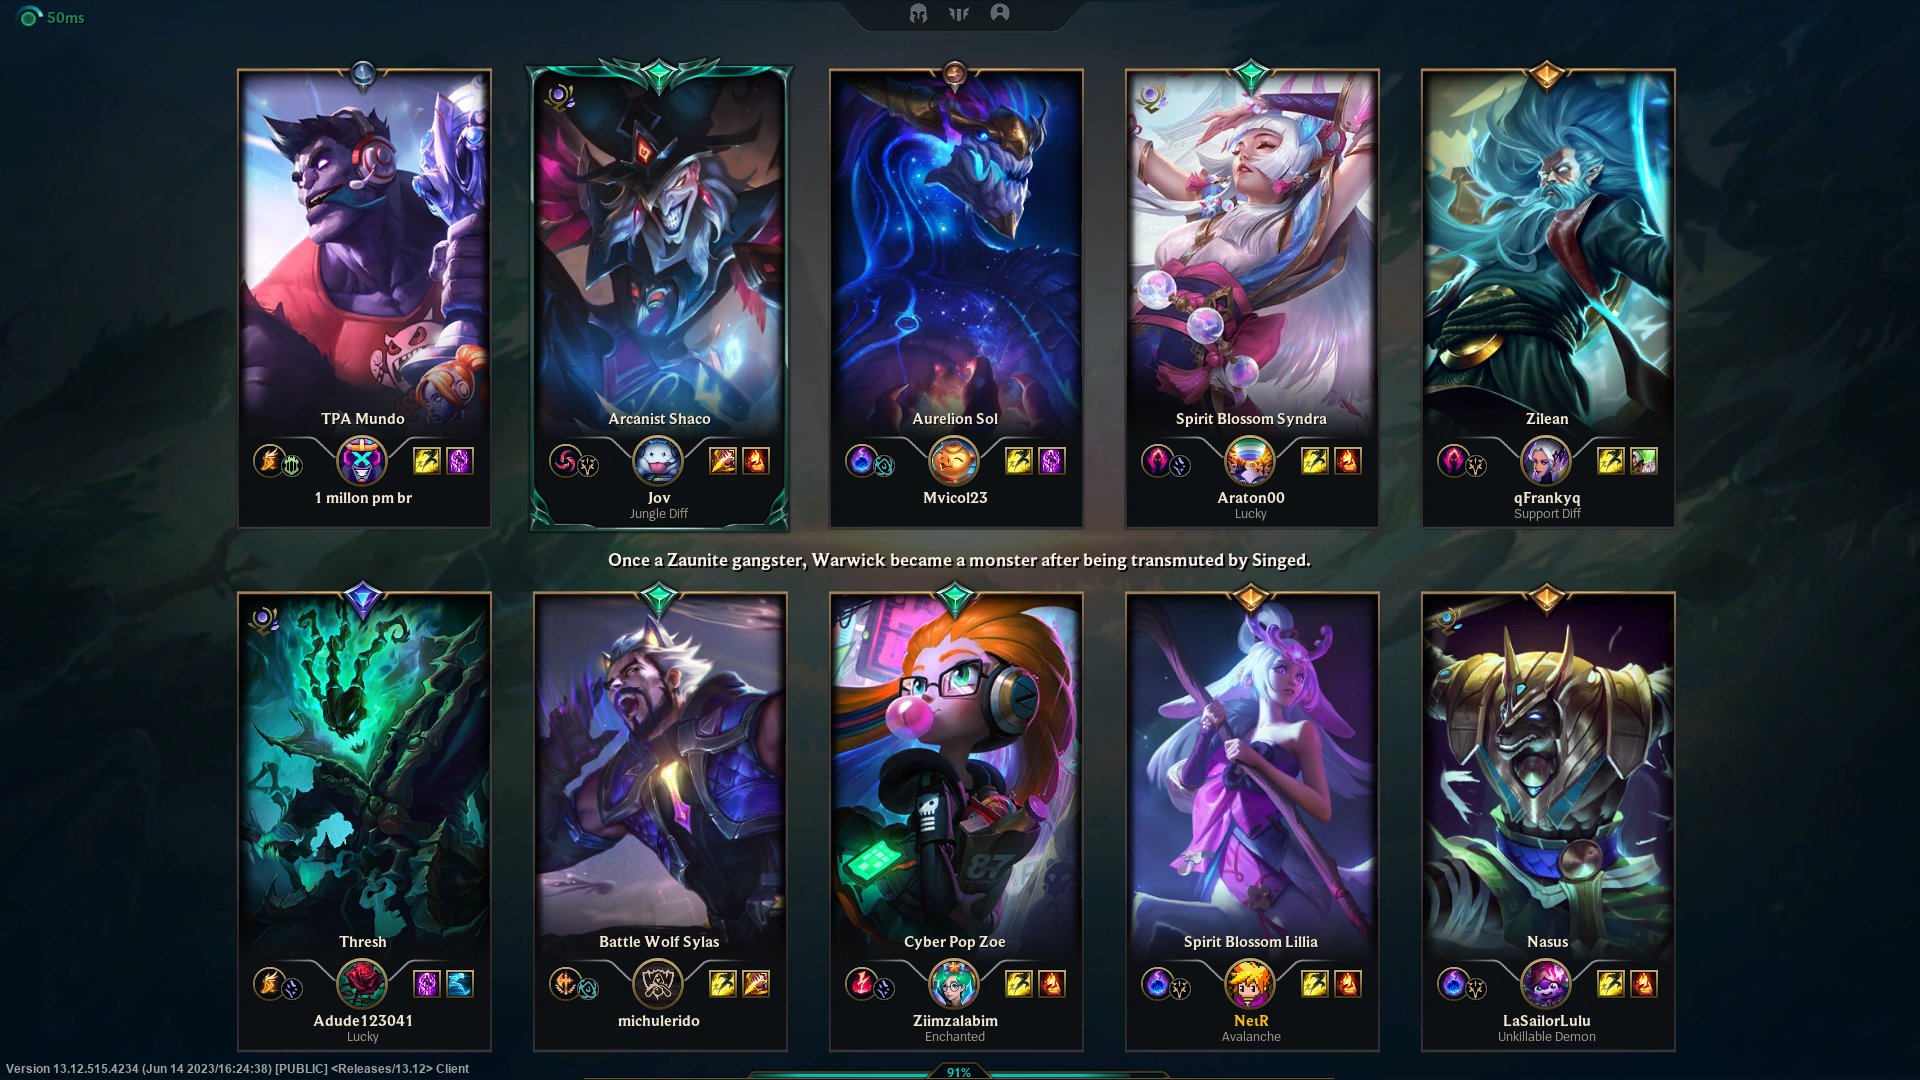 50ms
TPA Mundo
Arcanist Shaco
Aurelion Sol
Spirit Blossom Syndra
Zilean
1 millon pm br
Jov
Mvicol23
Araton00
qFrankyq
Jungle Diff
Lucky
Support Diff
Once a Zaunite gangster, Warwick became a monster after being transmuted by Singed.
87
Thresh
Battle Wolf Sylas
Cyber Pop Zoe
Spirit Blossom Lillia
Nasus
Adude123041
michulerido
Ziimzalabim
NeιR
LaSailorLulu
Lucky
Enchanted
Avalanche
Unkillable Demon
Version 13.12.515.4234 (Jun 14 2023/16:24:38) [PUBLIC] <Releases/13.12> Client
91%